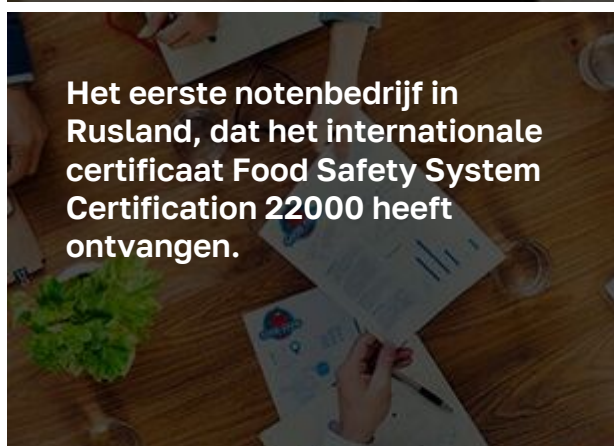 Het eerste notenbedrijf in
Rusland, dat het internationale
certificaat Food Safety System
Certification 22000 heeft
ontvangen.